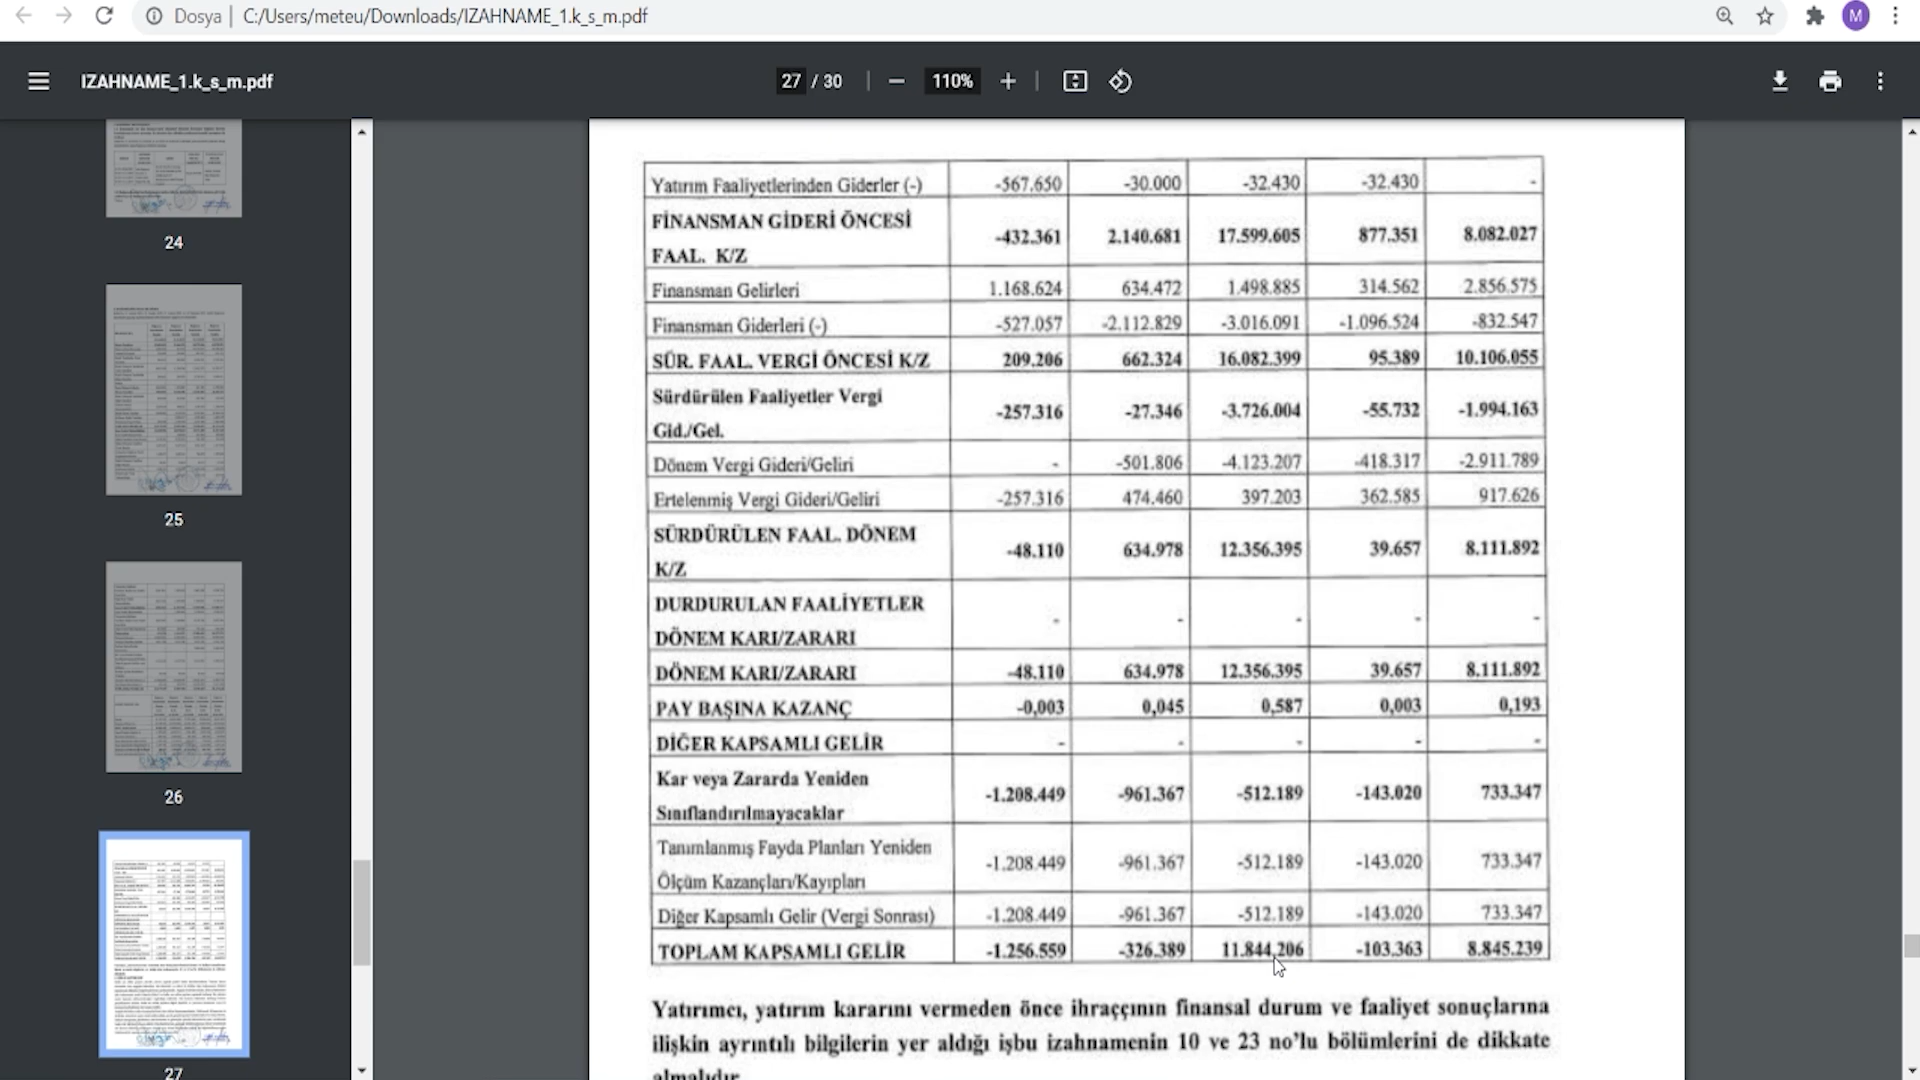 Dosya | C:/Users/meteu/Downloads/IZAHNAME_1.k_s_m.pdf
M
IZAHNAME_1.k_s_m.pdf
27 / 30
110%
24
25
26
27
Yatırım Faaliyetlerinden Giderler (-) -567.650 -30.000 -32.430 -32.430 -
FİNANSMAN GİDERİ ÖNCESİ
FAAL. K/Z -432.361 2.140.681 17.599.605 877.351 8.082.027
Finansman Gelirleri 1.168.624 634.472 1.498.885 314.562 2.856.575
Finansman Giderleri (-) -527.057 -2.112.829 -3.016.091 -1.096.524 -832.547
SÜR. FAAL. VERGİ ÖNCESİ K/Z 209.206 662.324 16.082.399 95.389 10.106.055
Sürdürülen Faaliyetler Vergi
Gid./Gel. -257.316 -27.346 -3.726.004 -55.732 -1.994.163
Dönem Vergi Gideri/Geliri - -501.806 -4.123.207 -418.317 -2.911.789
Ertelenmiş Vergi Gideri/Geliri -257.316 474.460 397.203 362.585 917.626
SÜRDÜRÜLEN FAAL. DÖNEM
K/Z -48.110 634.978 12.356.395 39.657 8.111.892
DURDURULAN FAALİYETLER
DÖNEM KARI/ZARARI - - - - -
DÖNEM KARI/ZARARI -48.110 634.978 12.356.395 39.657 8.111.892
PAY BAŞINA KAZANÇ -0,003 0,045 0,587 0,003 0,193
DİĞER KAPSAMLI GELİR - - - - -
Kar veya Zararda Yeniden
Sınıflandırılmayacaklar -1.208.449 -961.367 -512.189 -143.020 733.347
Tanımlanmış Fayda Planları Yeniden
Ölçüm Kazançları/Kayıpları -1.208.449 -961.367 -512.189 -143.020 733.347
Diğer Kapsamlı Gelir (Vergi Sonrası) -1.208.449 -961.367 -512.189 -143.020 733.347
TOPLAM KAPSAMLI GELİR -1.256.559 -326.389 11.844.206 -103.363 8.845.239
Yatırımcı, yatırım kararını vermeden önce ihraççının finansal durum ve faaliyet sonuçlarına
ilişkin ayrıntılı bilgilerin yer aldığı işbu izahnamenin 10 ve 23 no'lu bölümlerini de dikkate
almalıdır.